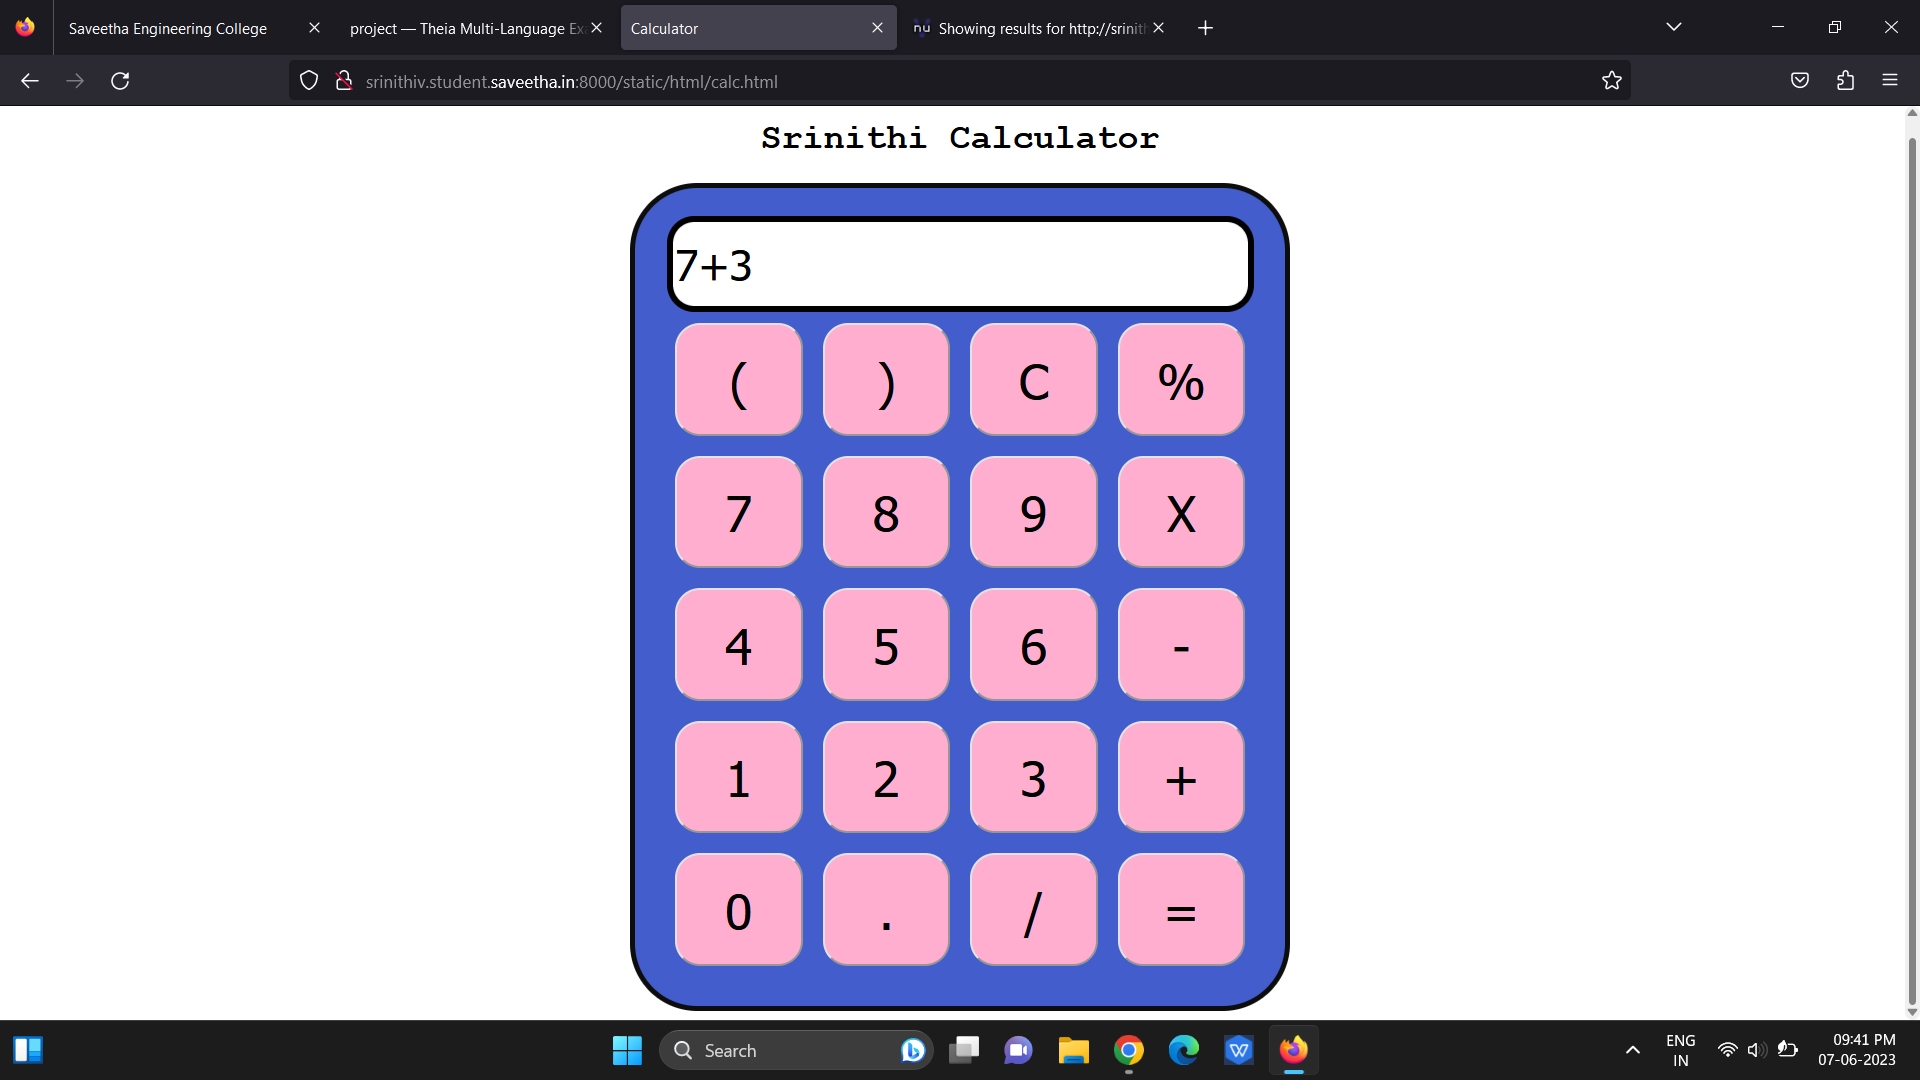 Saveetha Engineering College
project — Theia Multi-Language Ex
Calculator
Showing results for http://srinith
srinithiv.student.saveetha.in:8000/static/html/calc.html
Srinithi Calculator
7+3
( ) C %
7 8 9 X
4 5 6 -
1 2 3 +
0 . / =
Search
ENG
IN
09:41 PM
07-06-2023